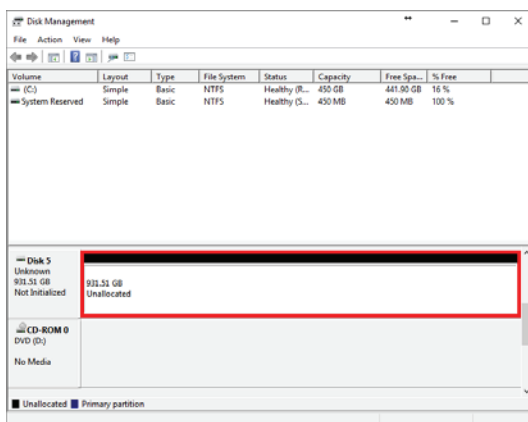 Disk Management
File Action View Help
Volume Layout Type File System Status Capacity Free Spa... % Free
(C:) Simple Basic NTFS Healthy (R... 450 GB 441.90 GB 16 %
System Reserved Simple Basic NTFS Healthy (S... 450 MB 450 MB 100 %
Disk 5
Unknown
931.51 GB
Not Initialized
931.51 GB
Unallocated
CD-ROM 0
DVD (D:)
No Media
Unallocated Primary partition